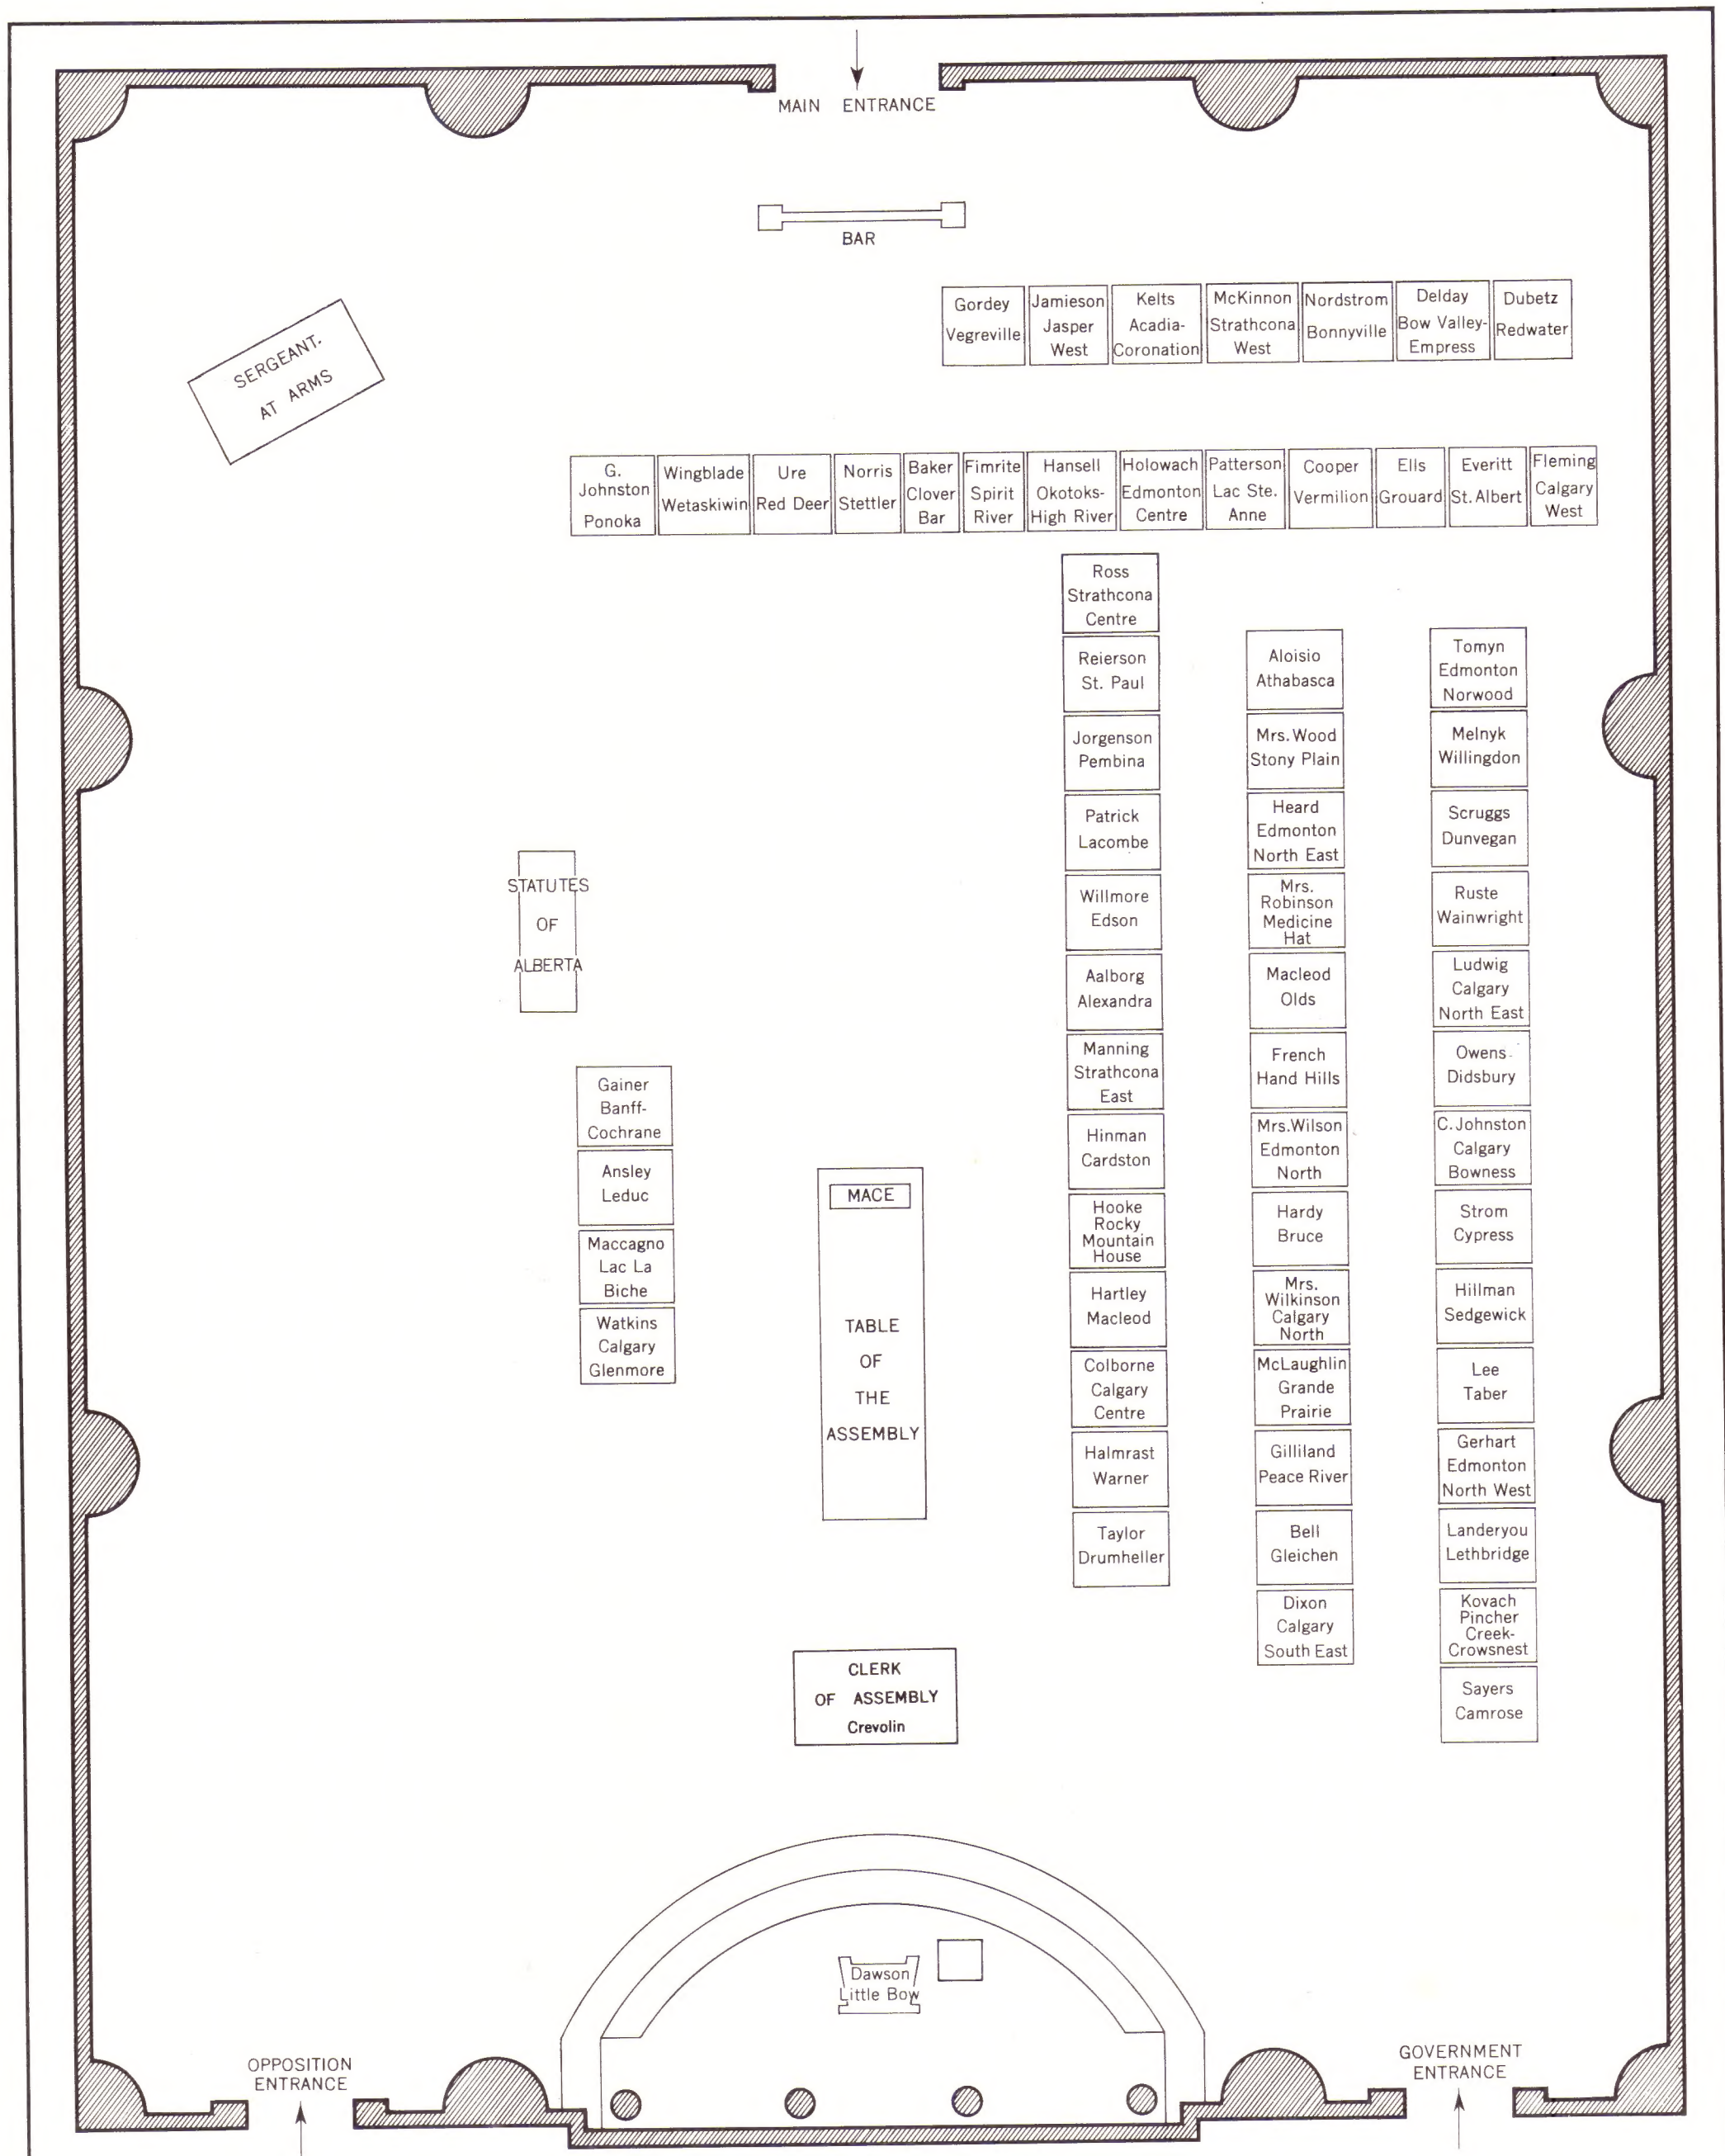 MAIN ENTRANCE
BAR
SERGEANT.
AT ARMS
Gordey
Vegreville
Jamieson
Jasper
West
Kelts
Acadia-
Coronation
McKinnon
Strathcona
West
Nordstrom
Bonnyville
Delday
Bow Valley-
Empress
Dubetz
Redwater
G.
Johnston
Ponoka
Wingblade
Wetaskiwin
Ure
Red Deer
Norris
Stettler
Baker
Clover
Bar
Fimrite
Spirit
River
Hansell
Okotoks-
High River
Holowach
Edmonton
Centre
Patterson
Lac Ste.
Anne
Cooper
Vermilion
Ells
Grouard
Everitt
St. Albert
Fleming
Calgary
West
STATUTES
OF
ALBERTA
Gainer
Banff-
Cochrane
Ansley
Leduc
Maccagno
Lac La
Biche
Watkins
Calgary
Glenmore
MACE
TABLE
OF
THE
ASSEMBLY
Ross
Strathcona
Centre
Reierson
St. Paul
Jorgenson
Pembina
Patrick
Lacombe
Willmore
Edson
Aalborg
Alexandra
Manning
Strathcona
East
Hinman
Cardston
Hooke
Rocky
Mountain
House
Hartley
Macleod
Colborne
Calgary
Centre
Halmrast
Warner
Taylor
Drumheller
Aloisio
Athabasca
Mrs. Wood
Stony Plain
Heard
Edmonton
North East
Mrs.
Robinson
Medicine
Hat
Macleod
Olds
French
Hand Hills
Mrs. Wilson
Edmonton
North
Hardy
Bruce
Mrs.
Wilkinson
Calgary
North
McLaughlin
Grande
Prairie
Gilliland
Peace River
Bell
Gleichen
Dixon
Calgary
South East
Tomyn
Edmonton
Norwood
Melnyk
Willingdon
Scruggs
Dunvegan
Ruste
Wainwright
Ludwig
Calgary
North East
Owens
Didsbury
C. Johnston
Calgary
Bowness
Strom
Cypress
Hillman
Sedgewick
Lee
Taber
Gerhart
Edmonton
North West
Landeryou
Lethbridge
Kovach
Pincher
Creek-
Crowsnest
Sayers
Camrose
CLERK
OF ASSEMBLY
Crevolin
Dawson
Little Bow
OPPOSITION
ENTRANCE
GOVERNMENT
ENTRANCE